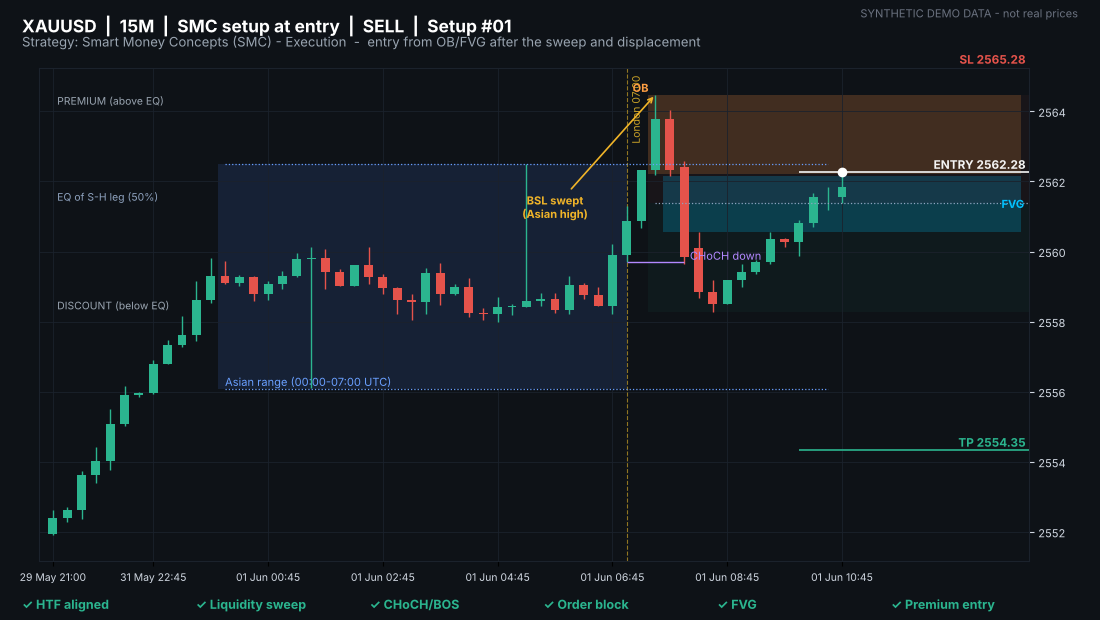 XAUUSD | 15M | SMC setup at entry | SELL | Setup #01
SYNTHETIC DEMO DATA - not real prices
Strategy: Smart Money Concepts (SMC) - Execution - entry from OB/FVG after the sweep and displacement
SL 2565.28
PREMIUM (above EQ)
London 07:00
OB
2564
ENTRY 2562.28
2562
EQ of S-H leg (50%)
BSL swept
(Asian high)
FVG
CHoCH down
2560
DISCOUNT (below EQ)
2558
Asian range (00:00-07:00 UTC)
2556
TP 2554.35
2554
2552
29 May 21:00
31 May 22:45
01 Jun 00:45
01 Jun 02:45
01 Jun 04:45
01 Jun 06:45
01 Jun 08:45
01 Jun 10:45
✓ HTF aligned
✓ Liquidity sweep
✓ CHoCH/BOS
✓ Order block
✓ FVG
✓ Premium entry